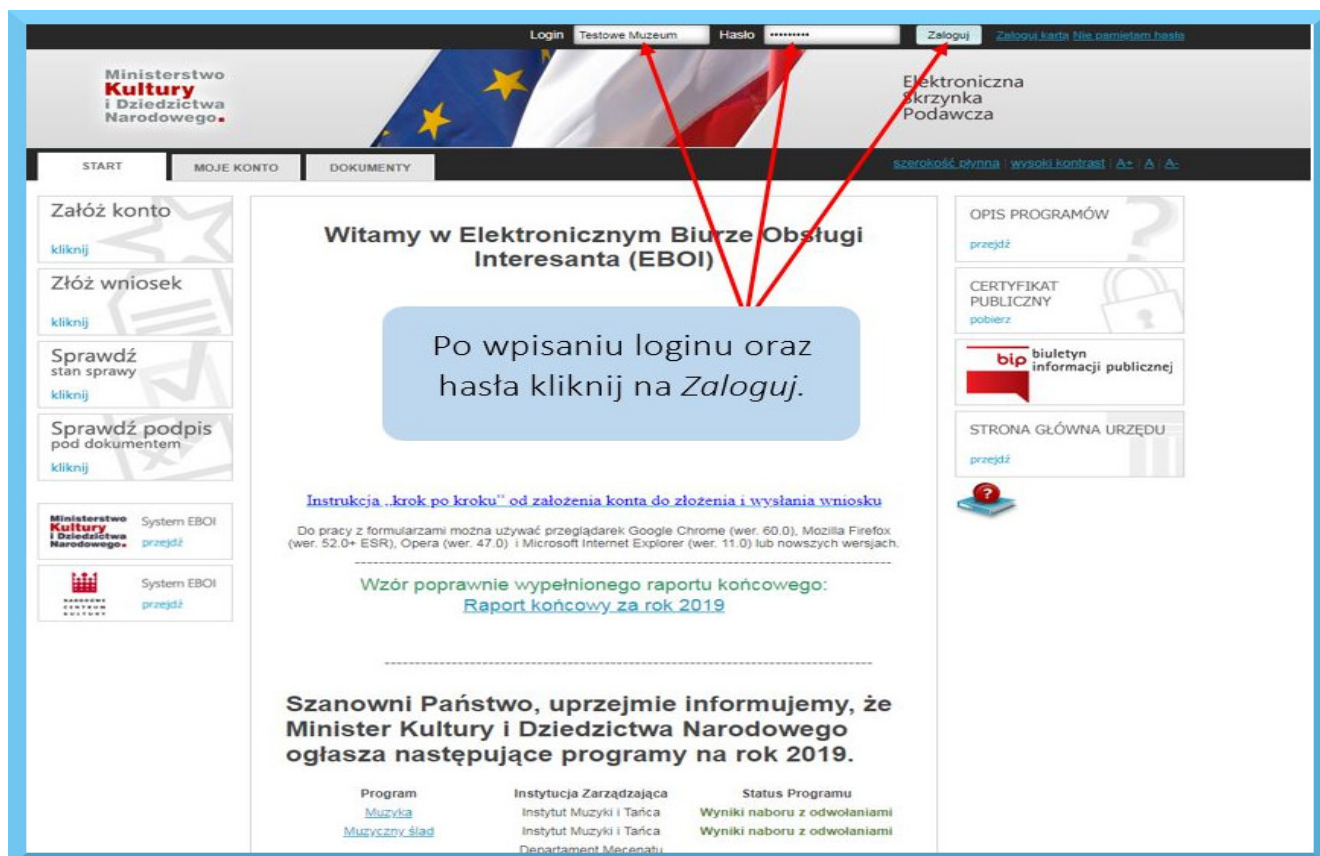 Login Testowe Muzeum Hasło ••••••••• Zaloguj Zaloguj kartą Nie pamiętam hasła
Ministerstwo
Kultury
i Dziedzictwa
Narodowego
Elektroniczna
Skrzynka
Podawcza
START MOJE KONTO DOKUMENTY szerokość płynna | wysoki kontrast | A+ | A | A-
Załóż konto
kliknij
Złóż wniosek
kliknij
Sprawdź
stan sprawy
kliknij
Sprawdź podpis
pod dokumentem
kliknij
Ministerstwo
Kultury
i Dziedzictwa
Narodowego
System EBOI
przejdź
NARODOWE
CENTRUM
KULTURY
System EBOI
przejdź
Witamy w Elektronicznym Biurze Obsługi
Interesanta (EBOI)
Po wpisaniu loginu oraz
hasła kliknij na Zaloguj.
Instrukcja „krok po kroku" od założenia konta do złożenia i wysłania wniosku
Do pracy z formularzami można używać przeglądarek Google Chrome (wer. 60.0), Mozilla Firefox
(wer. 52.0+ ESR), Opera (wer. 47.0) i Microsoft Internet Explorer (wer. 11.0) lub nowszych wersjach.
Wzór poprawnie wypełnionego raportu końcowego:
Raport końcowy za rok 2019
Szanowni Państwo, uprzejmie informujemy, że
Minister Kultury i Dziedzictwa Narodowego
ogłasza następujące programy na rok 2019.
Program Instytucja Zarządzająca Status Programu
Muzyka Instytut Muzyki i Tańca Wyniki naboru z odwołaniami
Muzyczny ślad Instytut Muzyki i Tańca Wyniki naboru z odwołaniami
Departament Mecenatu
OPIS PROGRAMÓW
przejdź
CERTYFIKAT
PUBLICZNY
pobierz
bip biuletyn
informacji publicznej
STRONA GŁÓWNA URZĘDU
przejdź